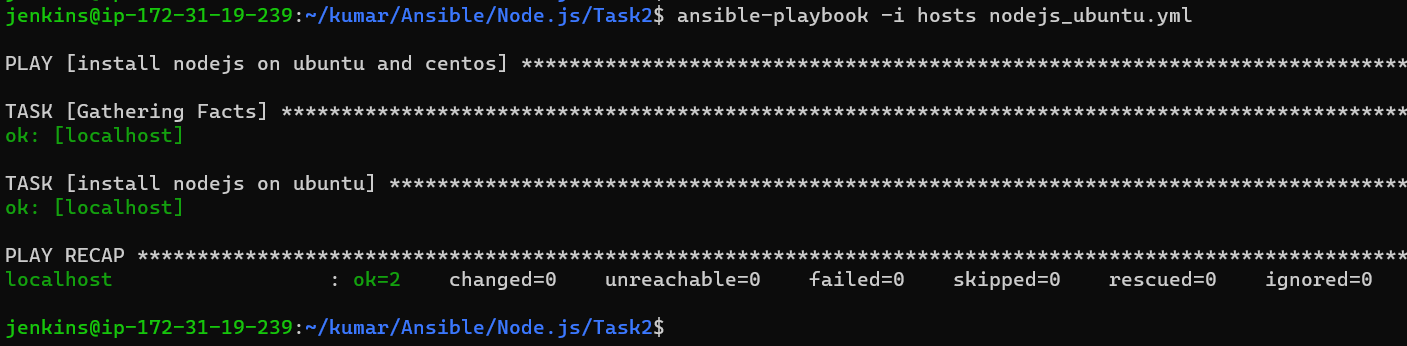 jenkins@ip-172-31-19-239:~/kumar/Ansible/Node.js/Task2$ ansible-playbook -i hosts nodejs_ubuntu.yml
PLAY [install nodejs on ubuntu and centos] **************************************************************************
TASK [Gathering Facts] **********************************************************************************************
ok: [localhost]
TASK [install nodejs on ubuntu] *************************************************************************************
ok: [localhost]
PLAY RECAP **********************************************************************************************************
localhost                  : ok=2    changed=0    unreachable=0    failed=0    skipped=0    rescued=0    ignored=0
jenkins@ip-172-31-19-239:~/kumar/Ansible/Node.js/Task2$